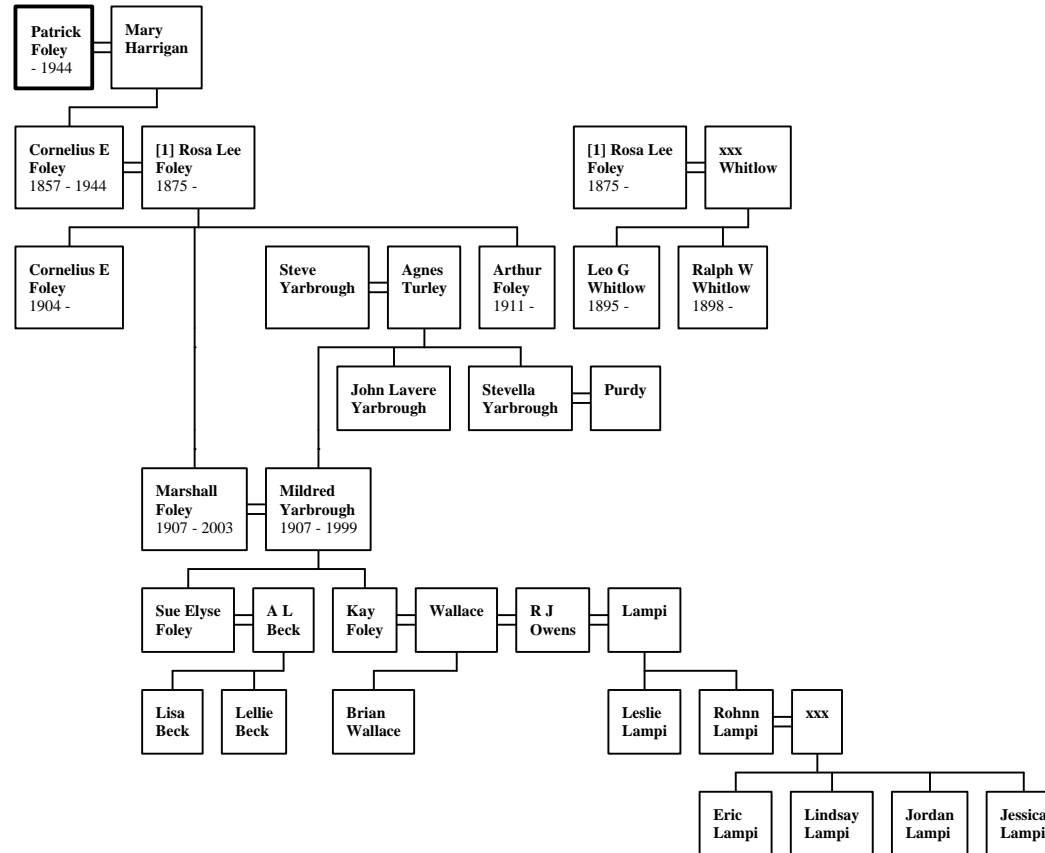 Patrick
Foley
- 1944
Mary
Harrigan
Cornelius E
Foley
1857 - 1944
[1] Rosa Lee
Foley
1875 -
[1] Rosa Lee
Foley
1875 -
xxx
Whitlow
Cornelius E
Foley
1904 -
Steve
Yarbrough
Agnes
Turley
Arthur
Foley
1911 -
Leo G
Whitlow
1895 -
Ralph W
Whitlow
1898 -
John Lavere
Yarbrough
Stevella
Yarbrough
Purdy
Marshall
Foley
1907 - 2003
Mildred
Yarbrough
1907 - 1999
Sue Elyse
Foley
A L
Beck
Kay
Foley
Wallace
R J
Owens
Lampi
Lisa
Beck
Lellie
Beck
Brian
Wallace
Leslie
Lampi
Rohnn
Lampi
xxx
Eric
Lampi
Lindsay
Lampi
Jordan
Lampi
Jessica
Lampi